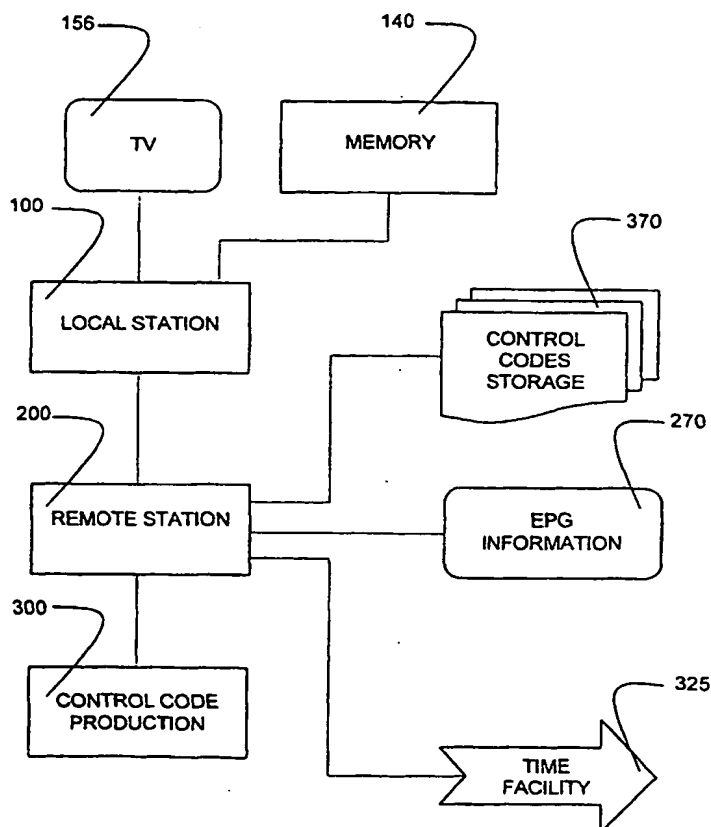 156
140
TV
MEMORY
100
370
LOCAL STATION
CONTROL
CODES
STORAGE
200
270
REMOTE STATION
EPG
INFORMATION
300
325
CONTROL CODE
PRODUCTION
TIME
FACILITY